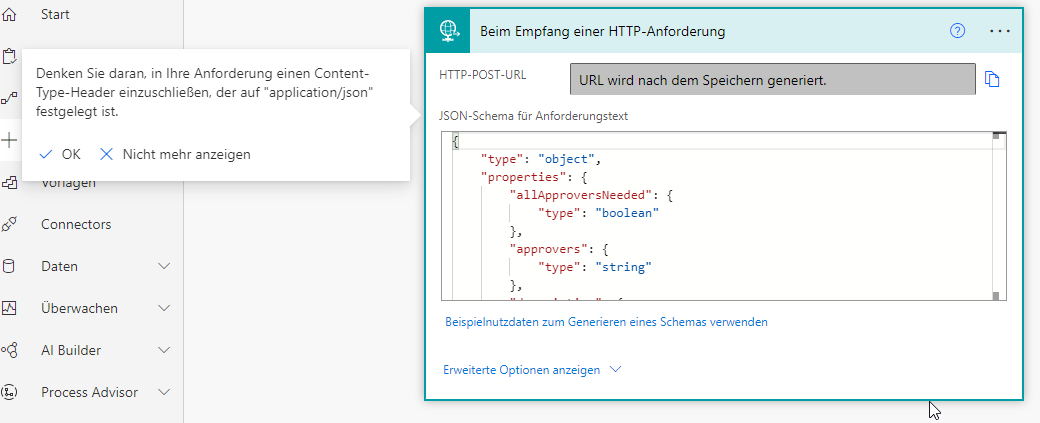 Start
Denken Sie daran, in Ihre Anforderung einen Content-
Type-Header einzuschließen, der auf "application/json"
festgelegt ist.
OK
Nicht mehr anzeigen
Vorlagen
Connectors
Daten
Überwachen
AI Builder
Process Advisor
Beim Empfang einer HTTP-Anforderung
HTTP-POST-URL
URL wird nach dem Speichern generiert.
JSON-Schema für Anforderungstext
{
"type": "object",
"properties": {
"allApproversNeeded": {
"type": "boolean"
},
"approvers": {
"type": "string"
},
Beispielnutzdaten zum Generieren eines Schemas verwenden
Erweiterte Optionen anzeigen